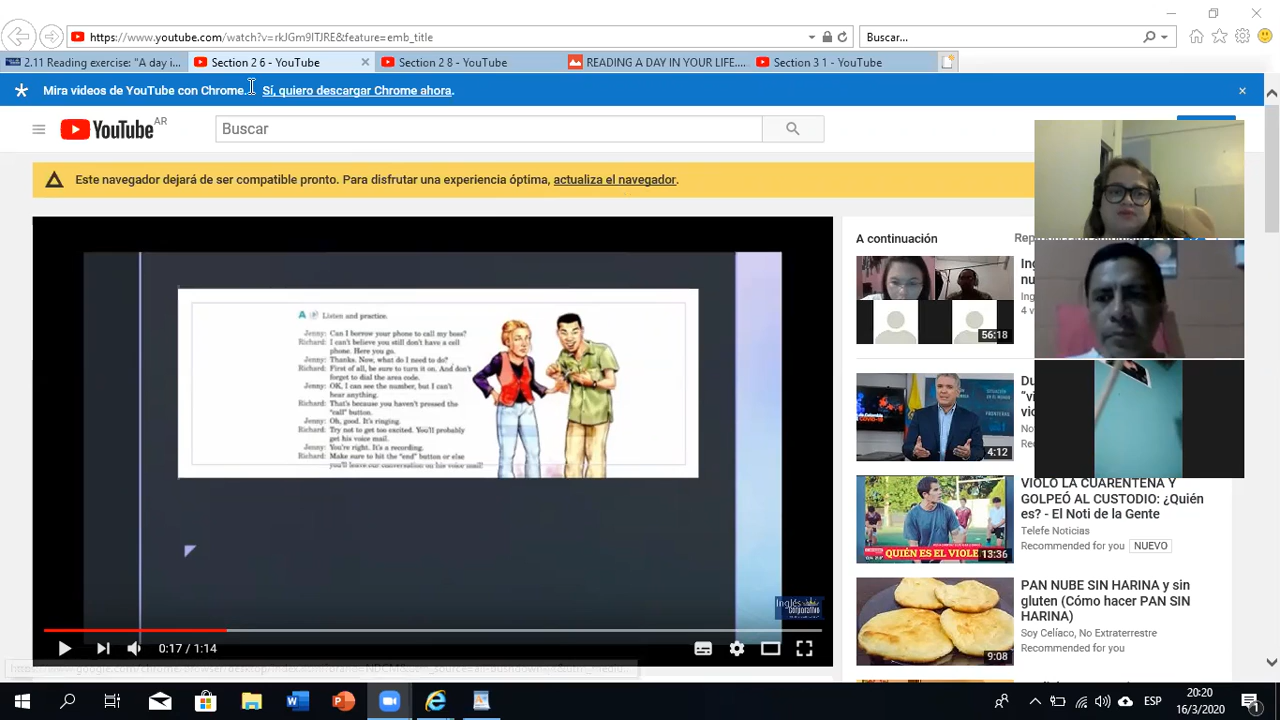 https://www.youtube.com/watch?v=rkJGm9ITJRE&feature=emb_title
Buscar...
2.11 Reading exercise: "A day i...
Section 2 6 - YouTube
Section 2 8 - YouTube
READING A DAY IN YOUR LIFE....
Section 3 1 - YouTube
Mira videos de YouTube con Chrome. Sí, quiero descargar Chrome ahora.
YouTube AR
Buscar
Este navegador dejará de ser compatible pronto. Para disfrutar una experiencia óptima, actualiza el navegador.
A Listen and practice.
Jenny: Can I borrow your phone to call my boss?
Richard: I can't believe you still don't have a cell
phone. Here you go.
Jenny: Thanks. Now, what do I need to do?
Richard: First of all, be sure to turn it on. And don't
forget to dial the area code.
Jenny: OK, I can see the number, but I can't
hear anything.
Richard: That's because you haven't pressed the
"call" button.
Jenny: Oh, good. It's ringing.
Richard: Try not to get too excited. You'll probably
get his voice mail.
Jenny: You're right. It's a recording.
Richard: Make sure to hit the "end" button or else
you'll leave our conversation on his voice mail!
Inglés
Corporativo
0:17 / 1:14
A continuación
56:18
4 v
4:12
VIOLÓ LA CUARENTENA Y
GOLPEÓ AL CUSTODIO: ¿Quién
es? - El Noti de la Gente
Telefe Noticias
Recommended for you NUEVO
QUIÉN ES EL VIOLE
13:36
PAN NUBE SIN HARINA y sin
gluten (Cómo hacer PAN SIN
HARINA)
Soy Celíaco, No Extraterrestre
Recommended for you
9:08
ESP
20:20
16/3/2020